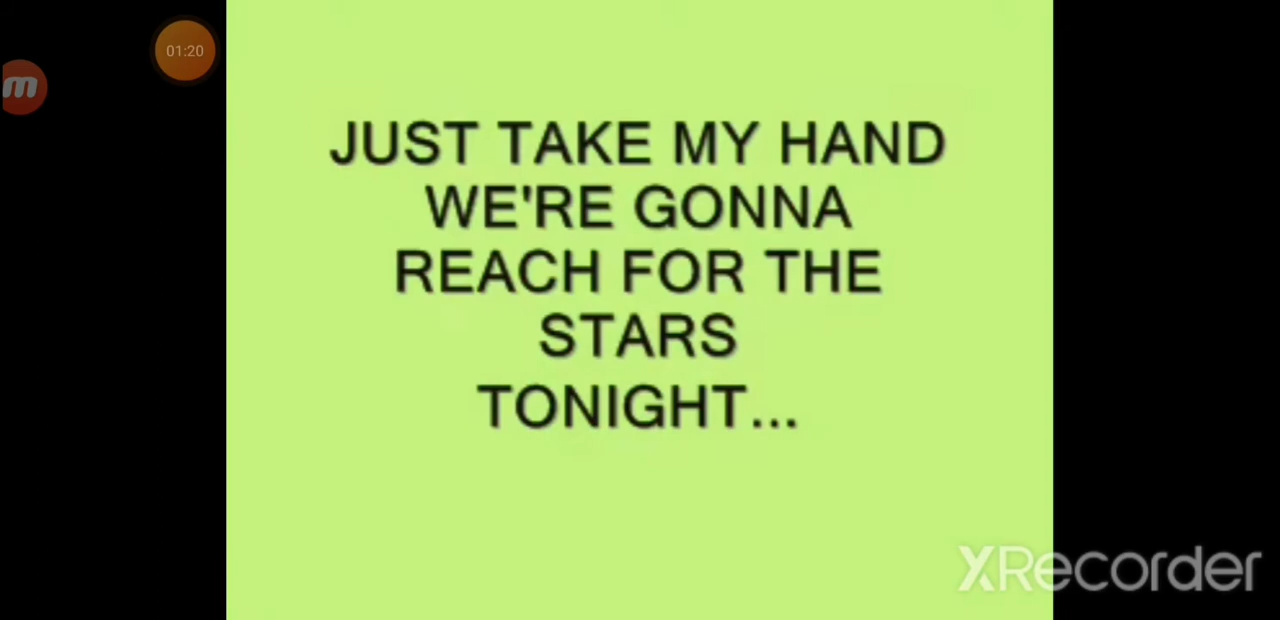 01:20
m
JUST TAKE MY HAND
WE'RE GONNA
REACH FOR THE
STARS
TONIGHT...
XRecorder